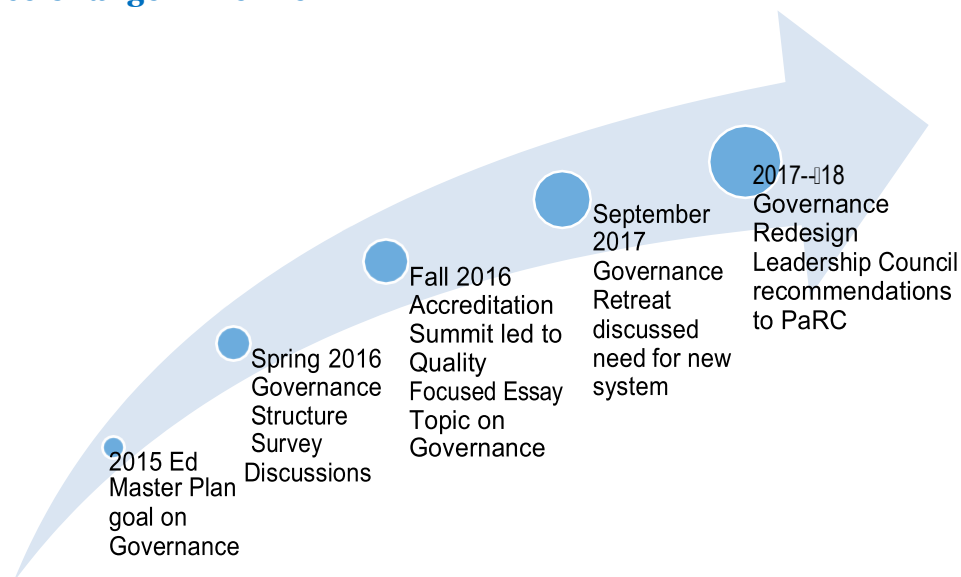 2015 Ed
Master Plan
goal on
Governance
Spring 2016
Governance
Structure
Survey
Discussions
Fall 2016
Accreditation
Summit led to
Quality
Focused Essay
Topic on
Governance
September
2017
Governance
Retreat
discussed
need for new
system
2017--▯18
Governance
Redesign
Leadership Council
recommendations
to PaRC